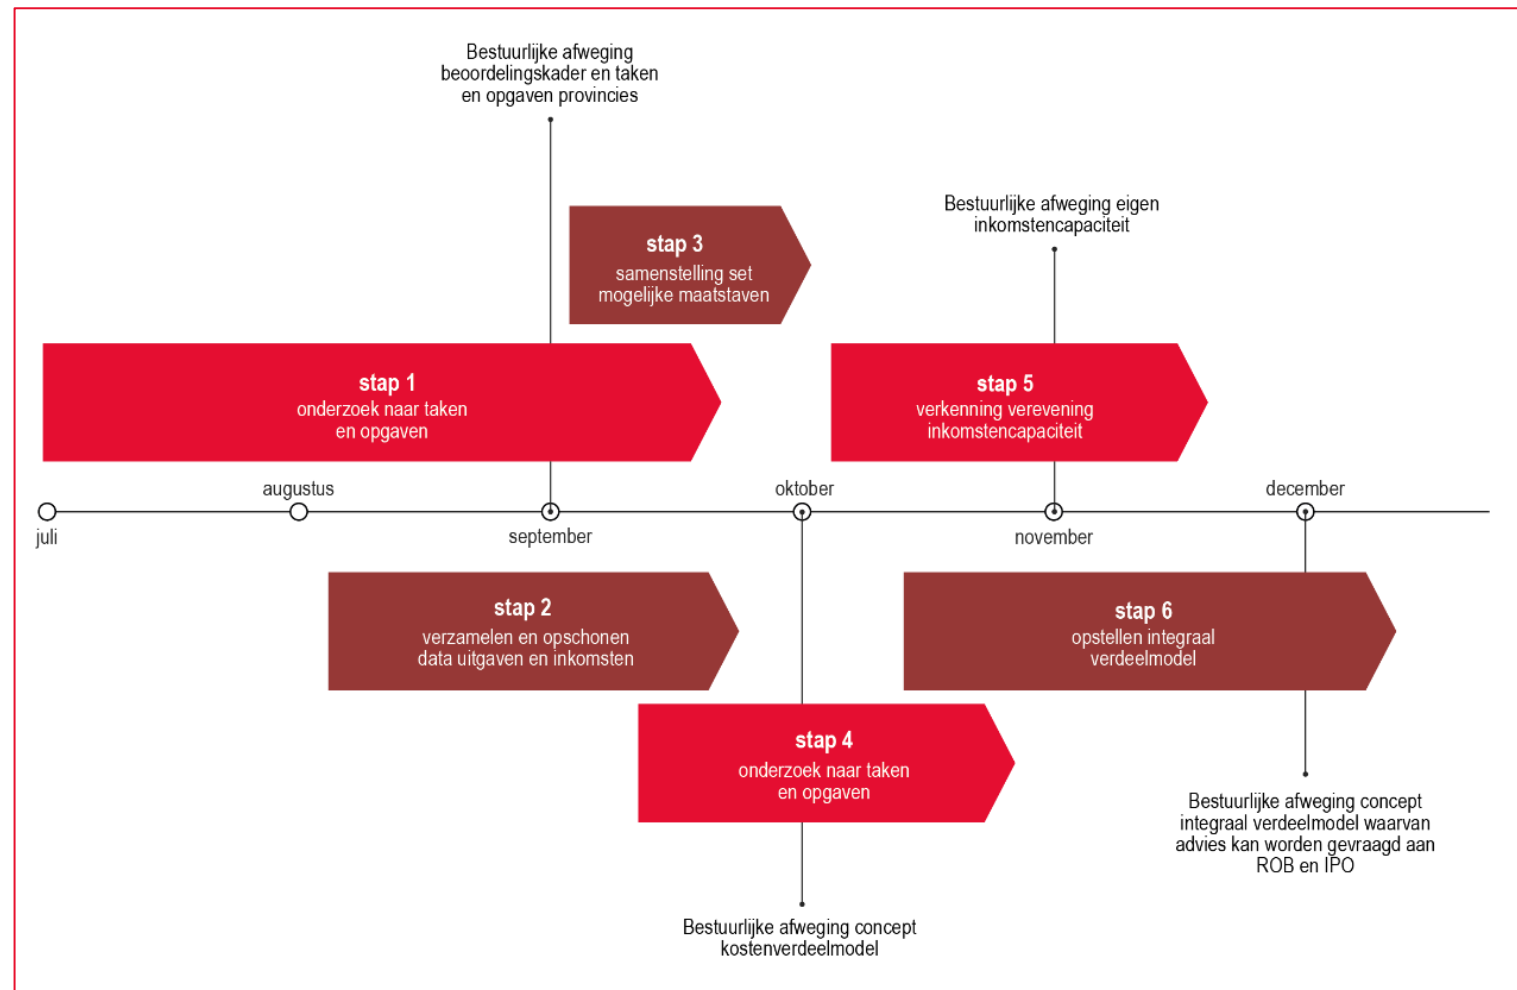 Bestuurlijke afweging
beoordelingskader en taken
en opgaven provincies
Bestuurlijke afweging eigen
inkomstencapaciteit
stap 3
samenstelling set
mogelijke maatstaven
stap 1
onderzoek naar taken
en opgaven
stap 5
verkenning verevening
inkomstencapaciteit
juli
augustus
september
oktober
november
december
stap 2
verzamelen en opschonen
data uitgaven en inkomsten
stap 6
opstellen integraal
verdeelmodel
stap 4
onderzoek naar taken
en opgaven
Bestuurlijke afweging concept
integraal verdeelmodel waarvan
advies kan worden gevraagd aan
ROB en IPO
Bestuurlijke afweging concept
kostenverdeelmodel